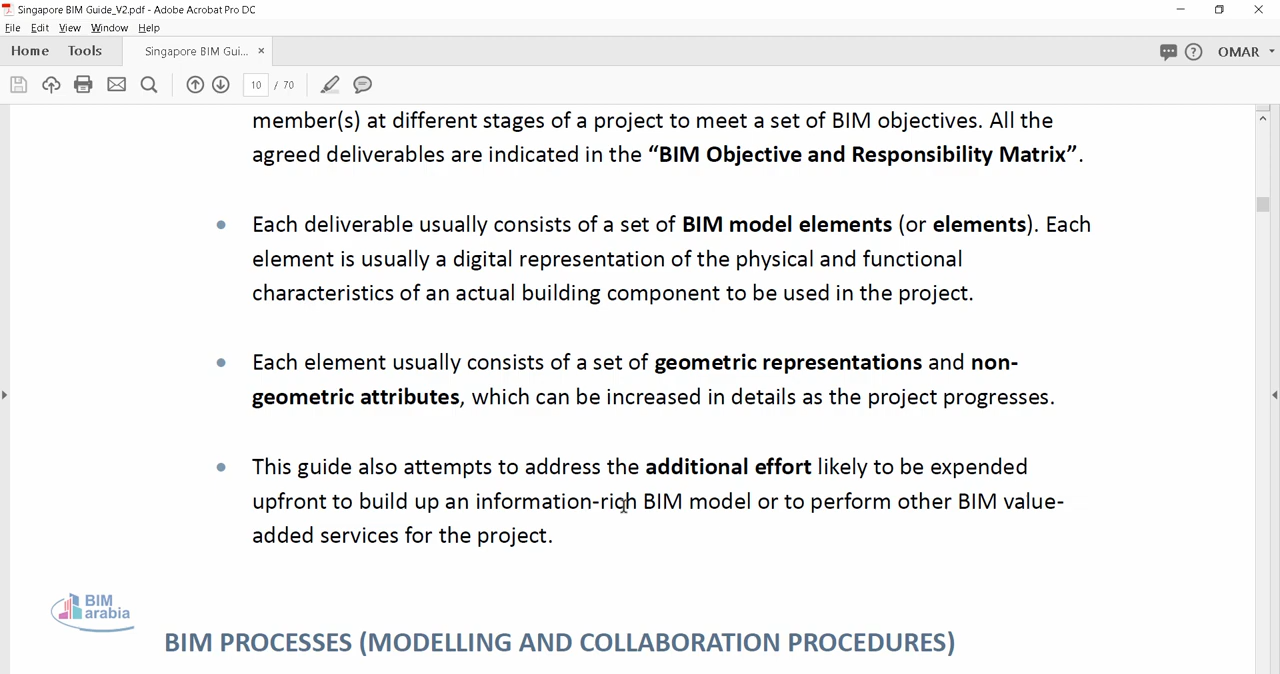 Singapore BIM Guide_V2.pdf - Adobe Acrobat Pro DC
File Edit View Window Help
Home Tools Singapore BIM Gui... × OMAR
10 / 70
member(s) at different stages of a project to meet a set of BIM objectives. All the
agreed deliverables are indicated in the “BIM Objective and Responsibility Matrix”.
• Each deliverable usually consists of a set of BIM model elements (or elements). Each
element is usually a digital representation of the physical and functional
characteristics of an actual building component to be used in the project.
• Each element usually consists of a set of geometric representations and non-
geometric attributes, which can be increased in details as the project progresses.
• This guide also attempts to address the additional effort likely to be expended
upfront to build up an information-rich BIM model or to perform other BIM value-
added services for the project.
BIM
arabia
BIM PROCESSES (MODELLING AND COLLABORATION PROCEDURES)